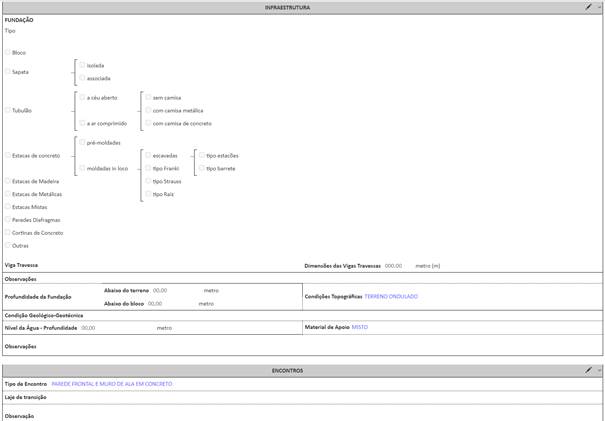 INFRAESTRUTURA
FUNDAÇÃO
Tipo
Bloco
Sapata
isolada
associada
Tubulão
a céu aberto
a ar comprimido
sem camisa
com camisa metálica
com camisa de concreto
Estacas de concreto
pré-moldadas
moldadas in loco
escavadas
tipo Franki
tipo Strauss
tipo Raiz
tipo estacões
tipo barrete
Estacas de Madeira
Estacas de Metálicas
Estacas Mistas
Paredes Diafragmas
Cortinas de Concreto
Outras
Viga Travessa
Dimensões das Vigas Travessas 000,00 metro (m)
Observações
Profundidade da Fundação
Abaixo do terreno 00,00 metro
Abaixo do bloco 00,00 metro
Condições Topográficas TERRENO ONDULADO
Condição Geológico-Geotécnica
Nível da Água - Profundidade 00,00 metro
Material de Apoio MISTO
Observações
ENCONTROS
Tipo de Encontro PAREDE FRONTAL E MURO DE ALA EM CONCRETO
Laje de transição
Observação